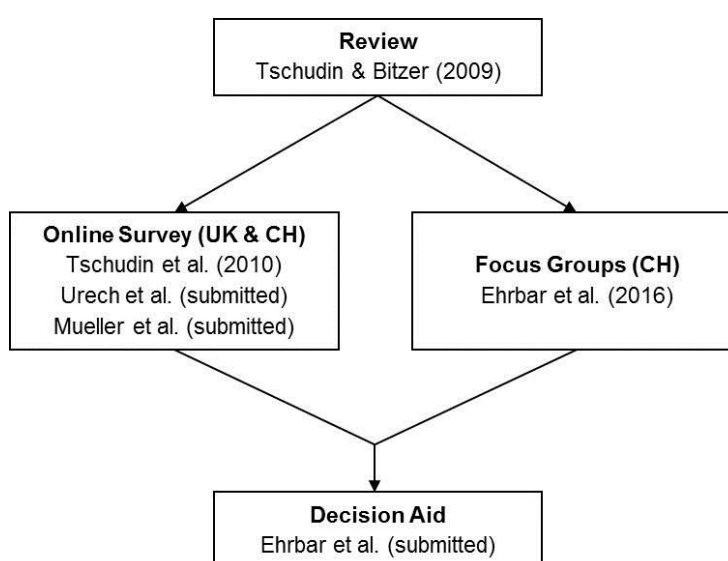 Review
Tschudin & Bitzer (2009)
Online Survey (UK & CH)
Tschudin et al. (2010)
Urech et al. (submitted)
Mueller et al. (submitted)
Focus Groups (CH)
Ehrbar et al. (2016)
Decision Aid
Ehrbar et al. (submitted)